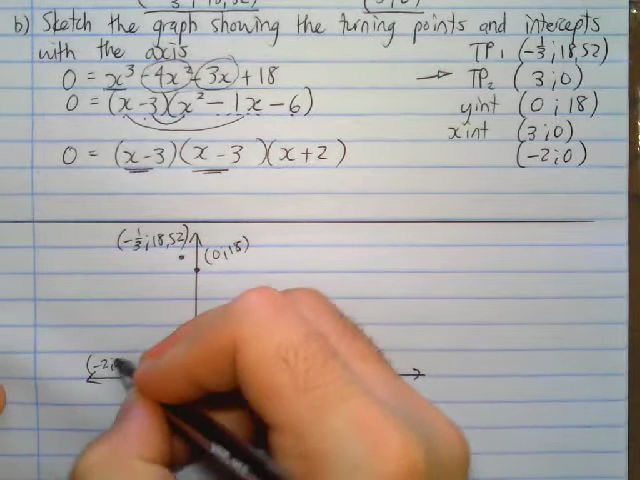 b) Sketch the graph showing the turning points and intercepts
with the axis
TP₁ (-1/3; 18,52)
0 = x³ - 4x² - 3x + 18
→ TP₂ (3;0)
0 = (x-3)(x² - 1x - 6)
yint (0; 18)
xint (3;0)
0 = (x-3)(x-3)(x+2)
(-2;0)
(-1/3; 18,52)
(0;18)
(-2;